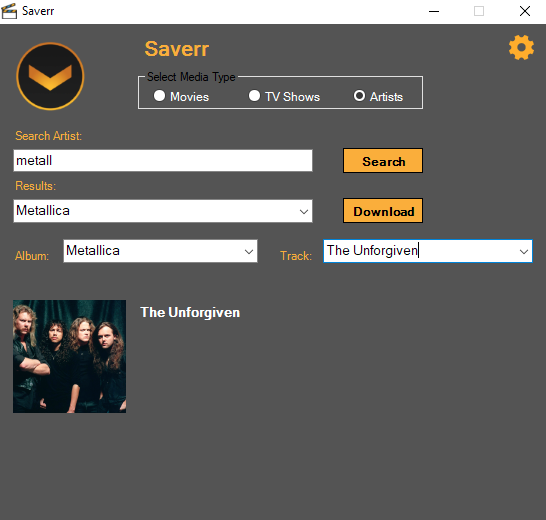 Saverr
Saverr
Select Media Type
Movies TV Shows Artists
Search Artist:
metall Search
Results:
Metallica Download
Album: Metallica Track: The Unforgiven
The Unforgiven